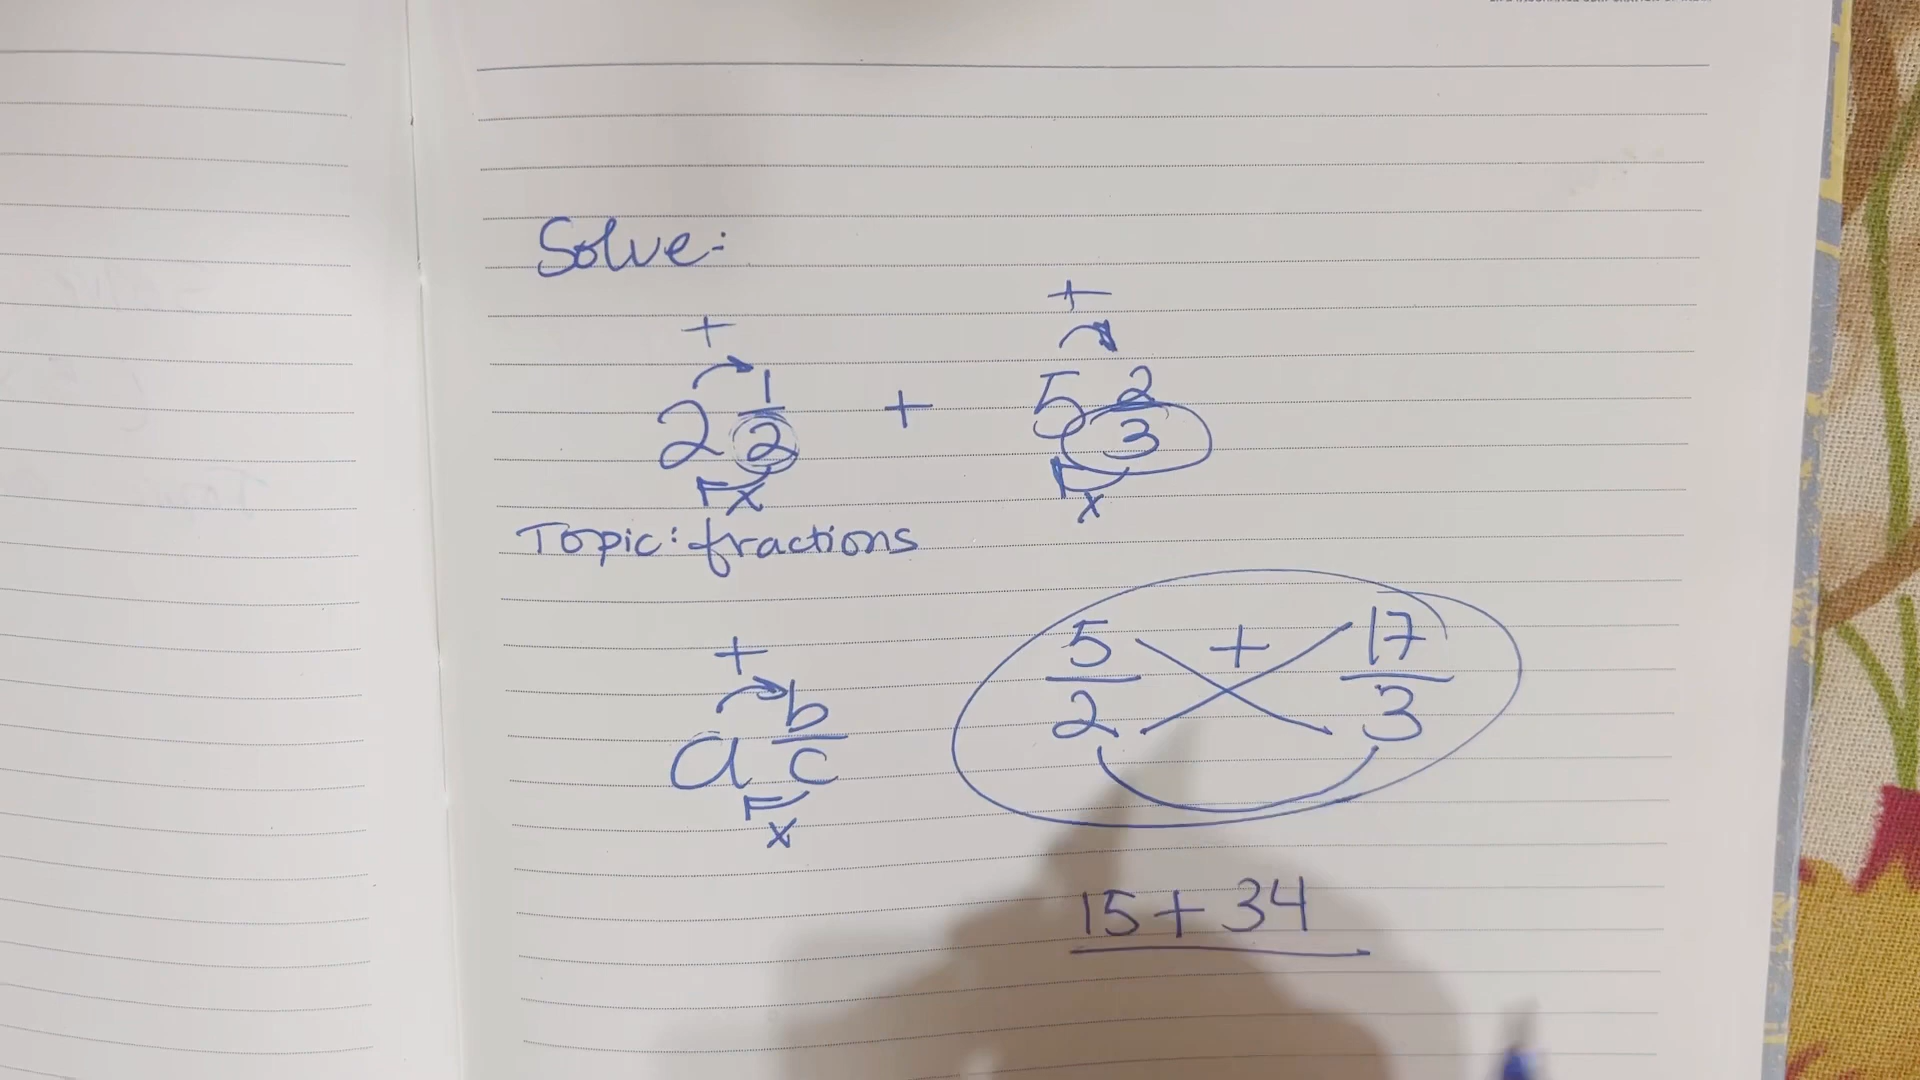 Solve:
+ +
2 1/2 + 5 2/3
x x
Topic: fractions
+
a b/c
x
5/2 + 17/3
15 + 34